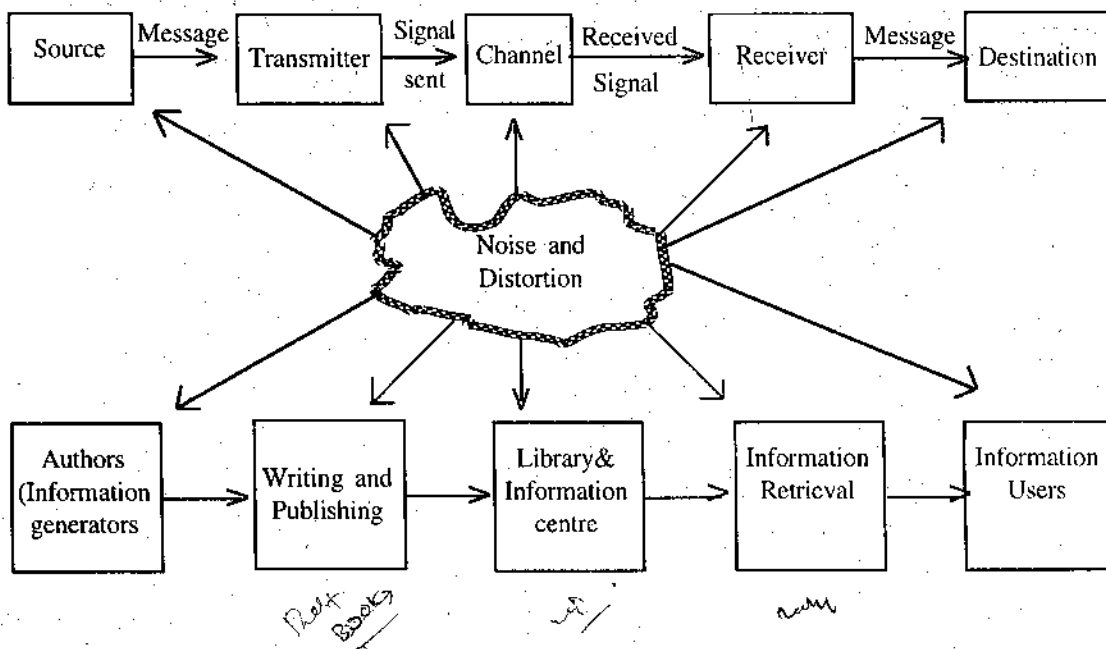 Source
Message
Transmitter
Signal
sent
Channel
Received
Signal
Receiver
Message
Destination
Noise and
Distortion
Authors
(Information
generators
Writing and
Publishing
Library&
Information
centre
Information
Retrieval
Information
Users
Books